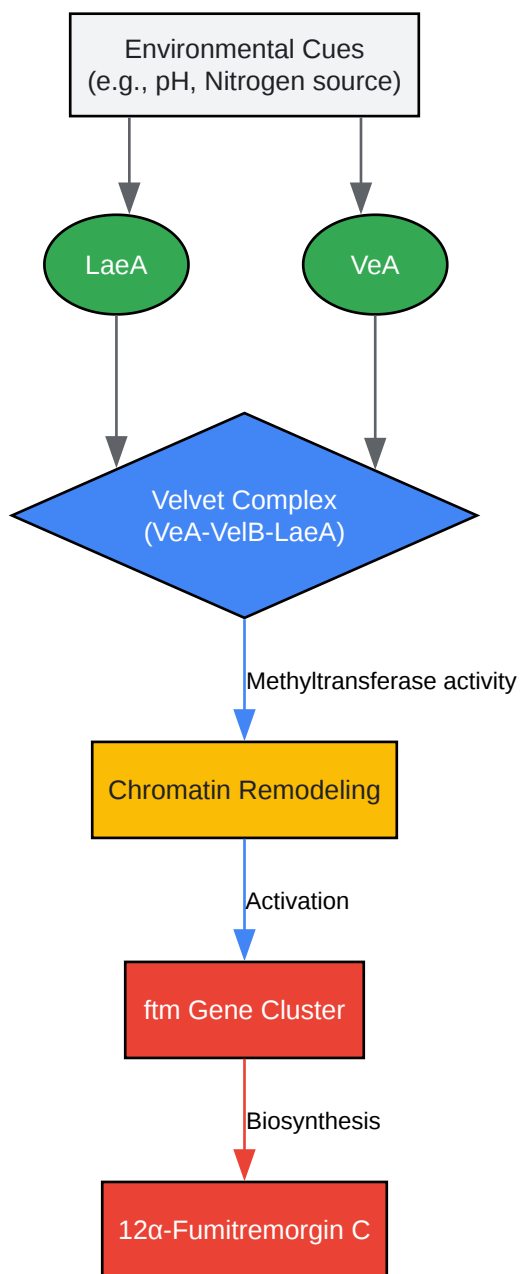 Environmental Cues
(e.g., pH, Nitrogen source)
LaeA
VeA
Velvet Complex
(VeA-VelB-LaeA)
Methyltransferase activity
Chromatin Remodeling
Activation
ftm Gene Cluster
Biosynthesis
12α-Fumitremorgin C